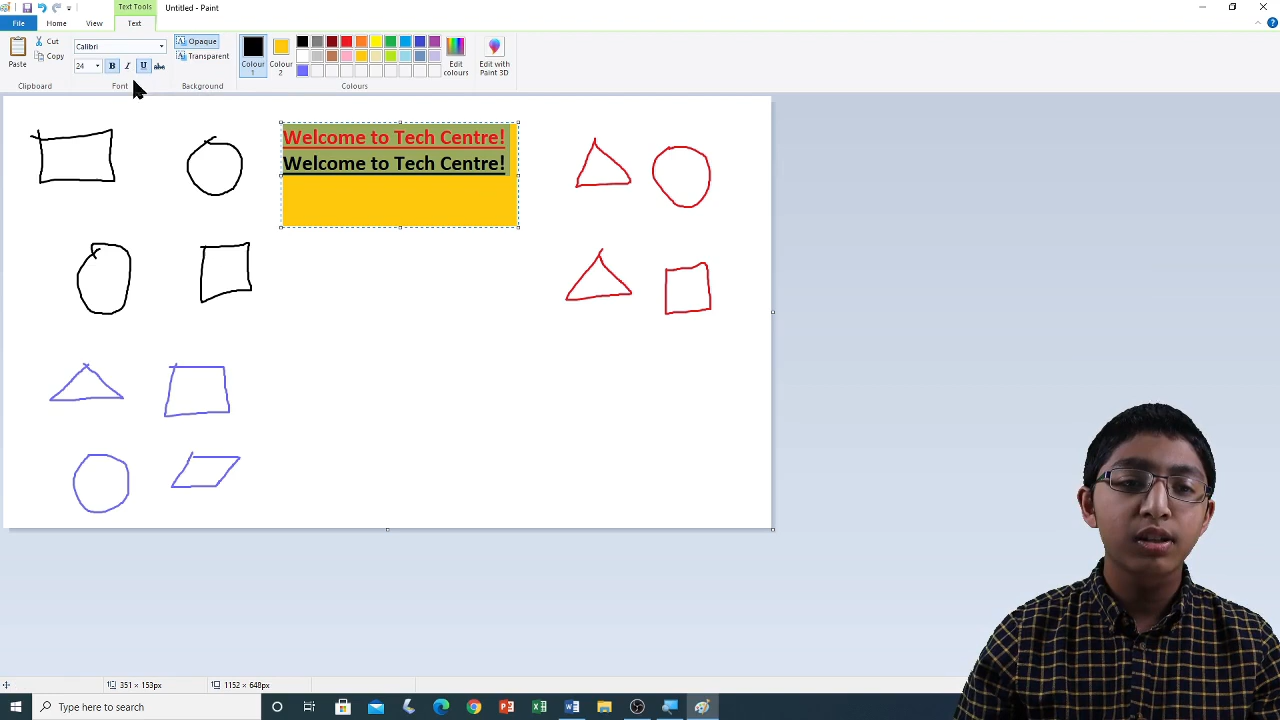 Text Tools
Untitled - Paint
File
Home
View
Text
Paste
Cut
Copy
Clipboard
Calibri
24
B
I
U
abc
Font
Opaque
Transparent
Background
Colour
1
Colour
2
Edit
colours
Edit with
Paint 3D
Colours
Welcome to Tech Centre!
Welcome to Tech Centre!
351 × 153px
1152 × 648px
Type here to search